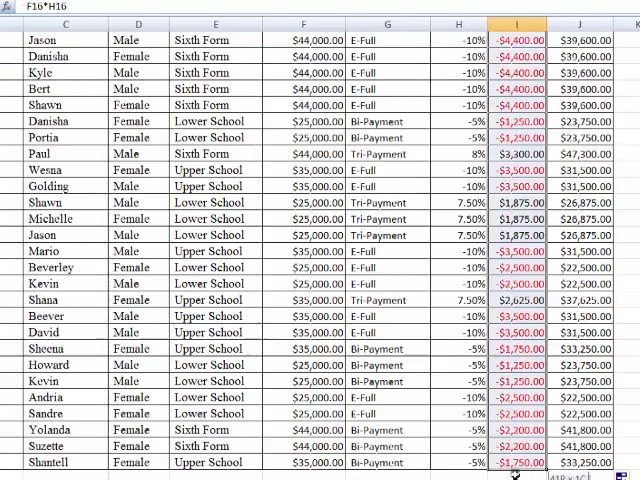 F16*H16
C D E F G H I J K
Jason Male Sixth Form $44,000.00 E-Full -10% -$4,400.00 $39,600.00
Danisha Female Sixth Form $44,000.00 E-Full -10% -$4,400.00 $39,600.00
Kyle Male Sixth Form $44,000.00 E-Full -10% -$4,400.00 $39,600.00
Bert Male Sixth Form $44,000.00 E-Full -10% -$4,400.00 $39,600.00
Shawn Female Sixth Form $44,000.00 E-Full -10% -$4,400.00 $39,600.00
Danisha Female Lower School $25,000.00 Bi-Payment -5% -$1,250.00 $23,750.00
Portia Female Lower School $25,000.00 Bi-Payment -5% -$1,250.00 $23,750.00
Paul Male Sixth Form $44,000.00 Tri-Payment 8% $3,300.00 $47,300.00
Wesna Female Upper School $35,000.00 E-Full -10% -$3,500.00 $31,500.00
Golding Male Upper School $35,000.00 E-Full -10% -$3,500.00 $31,500.00
Shawn Male Lower School $25,000.00 Tri-Payment 7.50% $1,875.00 $26,875.00
Michelle Male Lower School $25,000.00 Tri-Payment 7.50% $1,875.00 $26,875.00
Jason Male Lower School $25,000.00 Tri-Payment 7.50% $1,875.00 $26,875.00
Mario Male Upper School $35,000.00 E-Full -10% -$3,500.00 $31,500.00
Beverley Female Lower School $25,000.00 E-Full -10% -$2,500.00 $22,500.00
Kevin Male Lower School $25,000.00 E-Full -10% -$2,500.00 $22,500.00
Shana Female Upper School $35,000.00 Tri-Payment 7.50% $2,625.00 $37,625.00
Beever Male Upper School $35,000.00 E-Full -10% -$3,500.00 $31,500.00
David Male Upper School $35,000.00 E-Full -10% -$3,500.00 $31,500.00
Sheena Female Upper School $35,000.00 Bi-Payment -5% -$1,750.00 $33,250.00
Howard Male Lower School $25,000.00 Bi-Payment -5% -$1,250.00 $23,750.00
Kevin Male Lower School $25,000.00 Bi-Payment -5% -$1,250.00 $23,750.00
Andria Female Lower School $25,000.00 E-Full -10% -$2,500.00 $22,500.00
Sandre Female Lower School $25,000.00 E-Full -10% -$2,500.00 $22,500.00
Yolanda Female Sixth Form $44,000.00 Bi-Payment -5% -$2,200.00 $41,800.00
Suzette Female Sixth Form $44,000.00 Bi-Payment -5% -$2,200.00 $41,800.00
Shantell Female Upper School $35,000.00 Bi-Payment -5% -$1,750.00 $33,250.00
41R x 1C